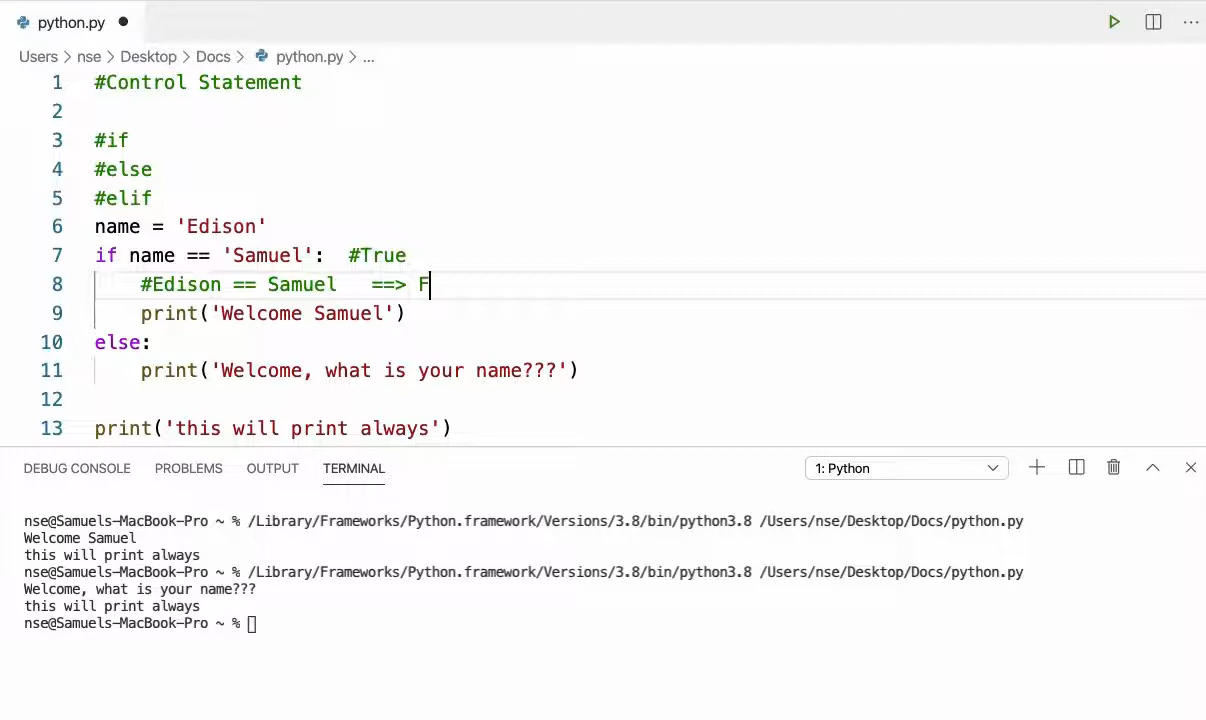 python.py ●
Users > nse > Desktop > Docs > python.py > ...
1 #Control Statement
2
3 #if
4 #else
5 #elif
6 name = 'Edison'
7 if name == 'Samuel':  #True
8     #Edison == Samuel   ==> F
9     print('Welcome Samuel')
10 else:
11     print('Welcome, what is your name???')
12
13 print('this will print always')
DEBUG CONSOLE PROBLEMS OUTPUT TERMINAL 1: Python
nse@Samuels-MacBook-Pro ~ % /Library/Frameworks/Python.framework/Versions/3.8/bin/python3.8 /Users/nse/Desktop/Docs/python.py
Welcome Samuel
this will print always
nse@Samuels-MacBook-Pro ~ % /Library/Frameworks/Python.framework/Versions/3.8/bin/python3.8 /Users/nse/Desktop/Docs/python.py
Welcome, what is your name???
this will print always
nse@Samuels-MacBook-Pro ~ %